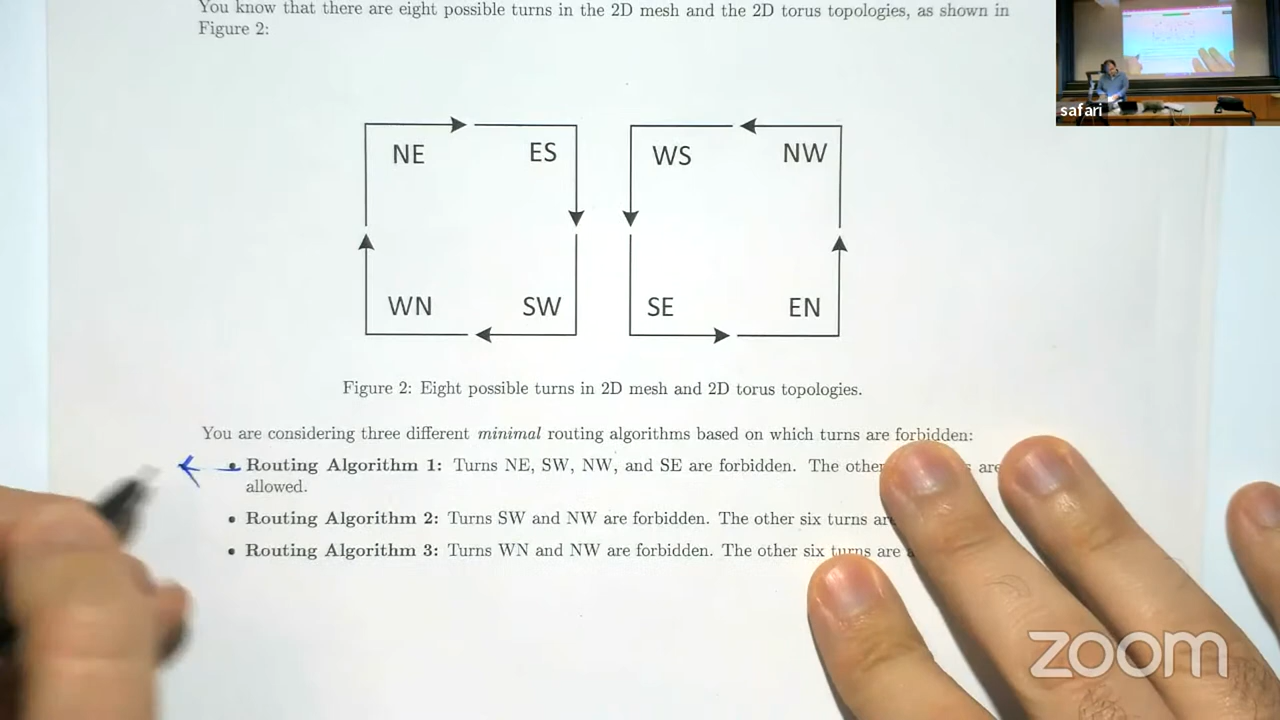 You know that there are eight possible turns in the 2D mesh and the 2D torus topologies, as shown in
Figure 2:
safari
NE ES WS NW
WN SW SE EN
Figure 2: Eight possible turns in 2D mesh and 2D torus topologies.
You are considering three different minimal routing algorithms based on which turns are forbidden:
• Routing Algorithm 1: Turns NE, SW, NW, and SE are forbidden. The other are
allowed.
• Routing Algorithm 2: Turns SW and NW are forbidden. The other six turns
• Routing Algorithm 3: Turns WN and NW are forbidden. The other six turns are
zoom